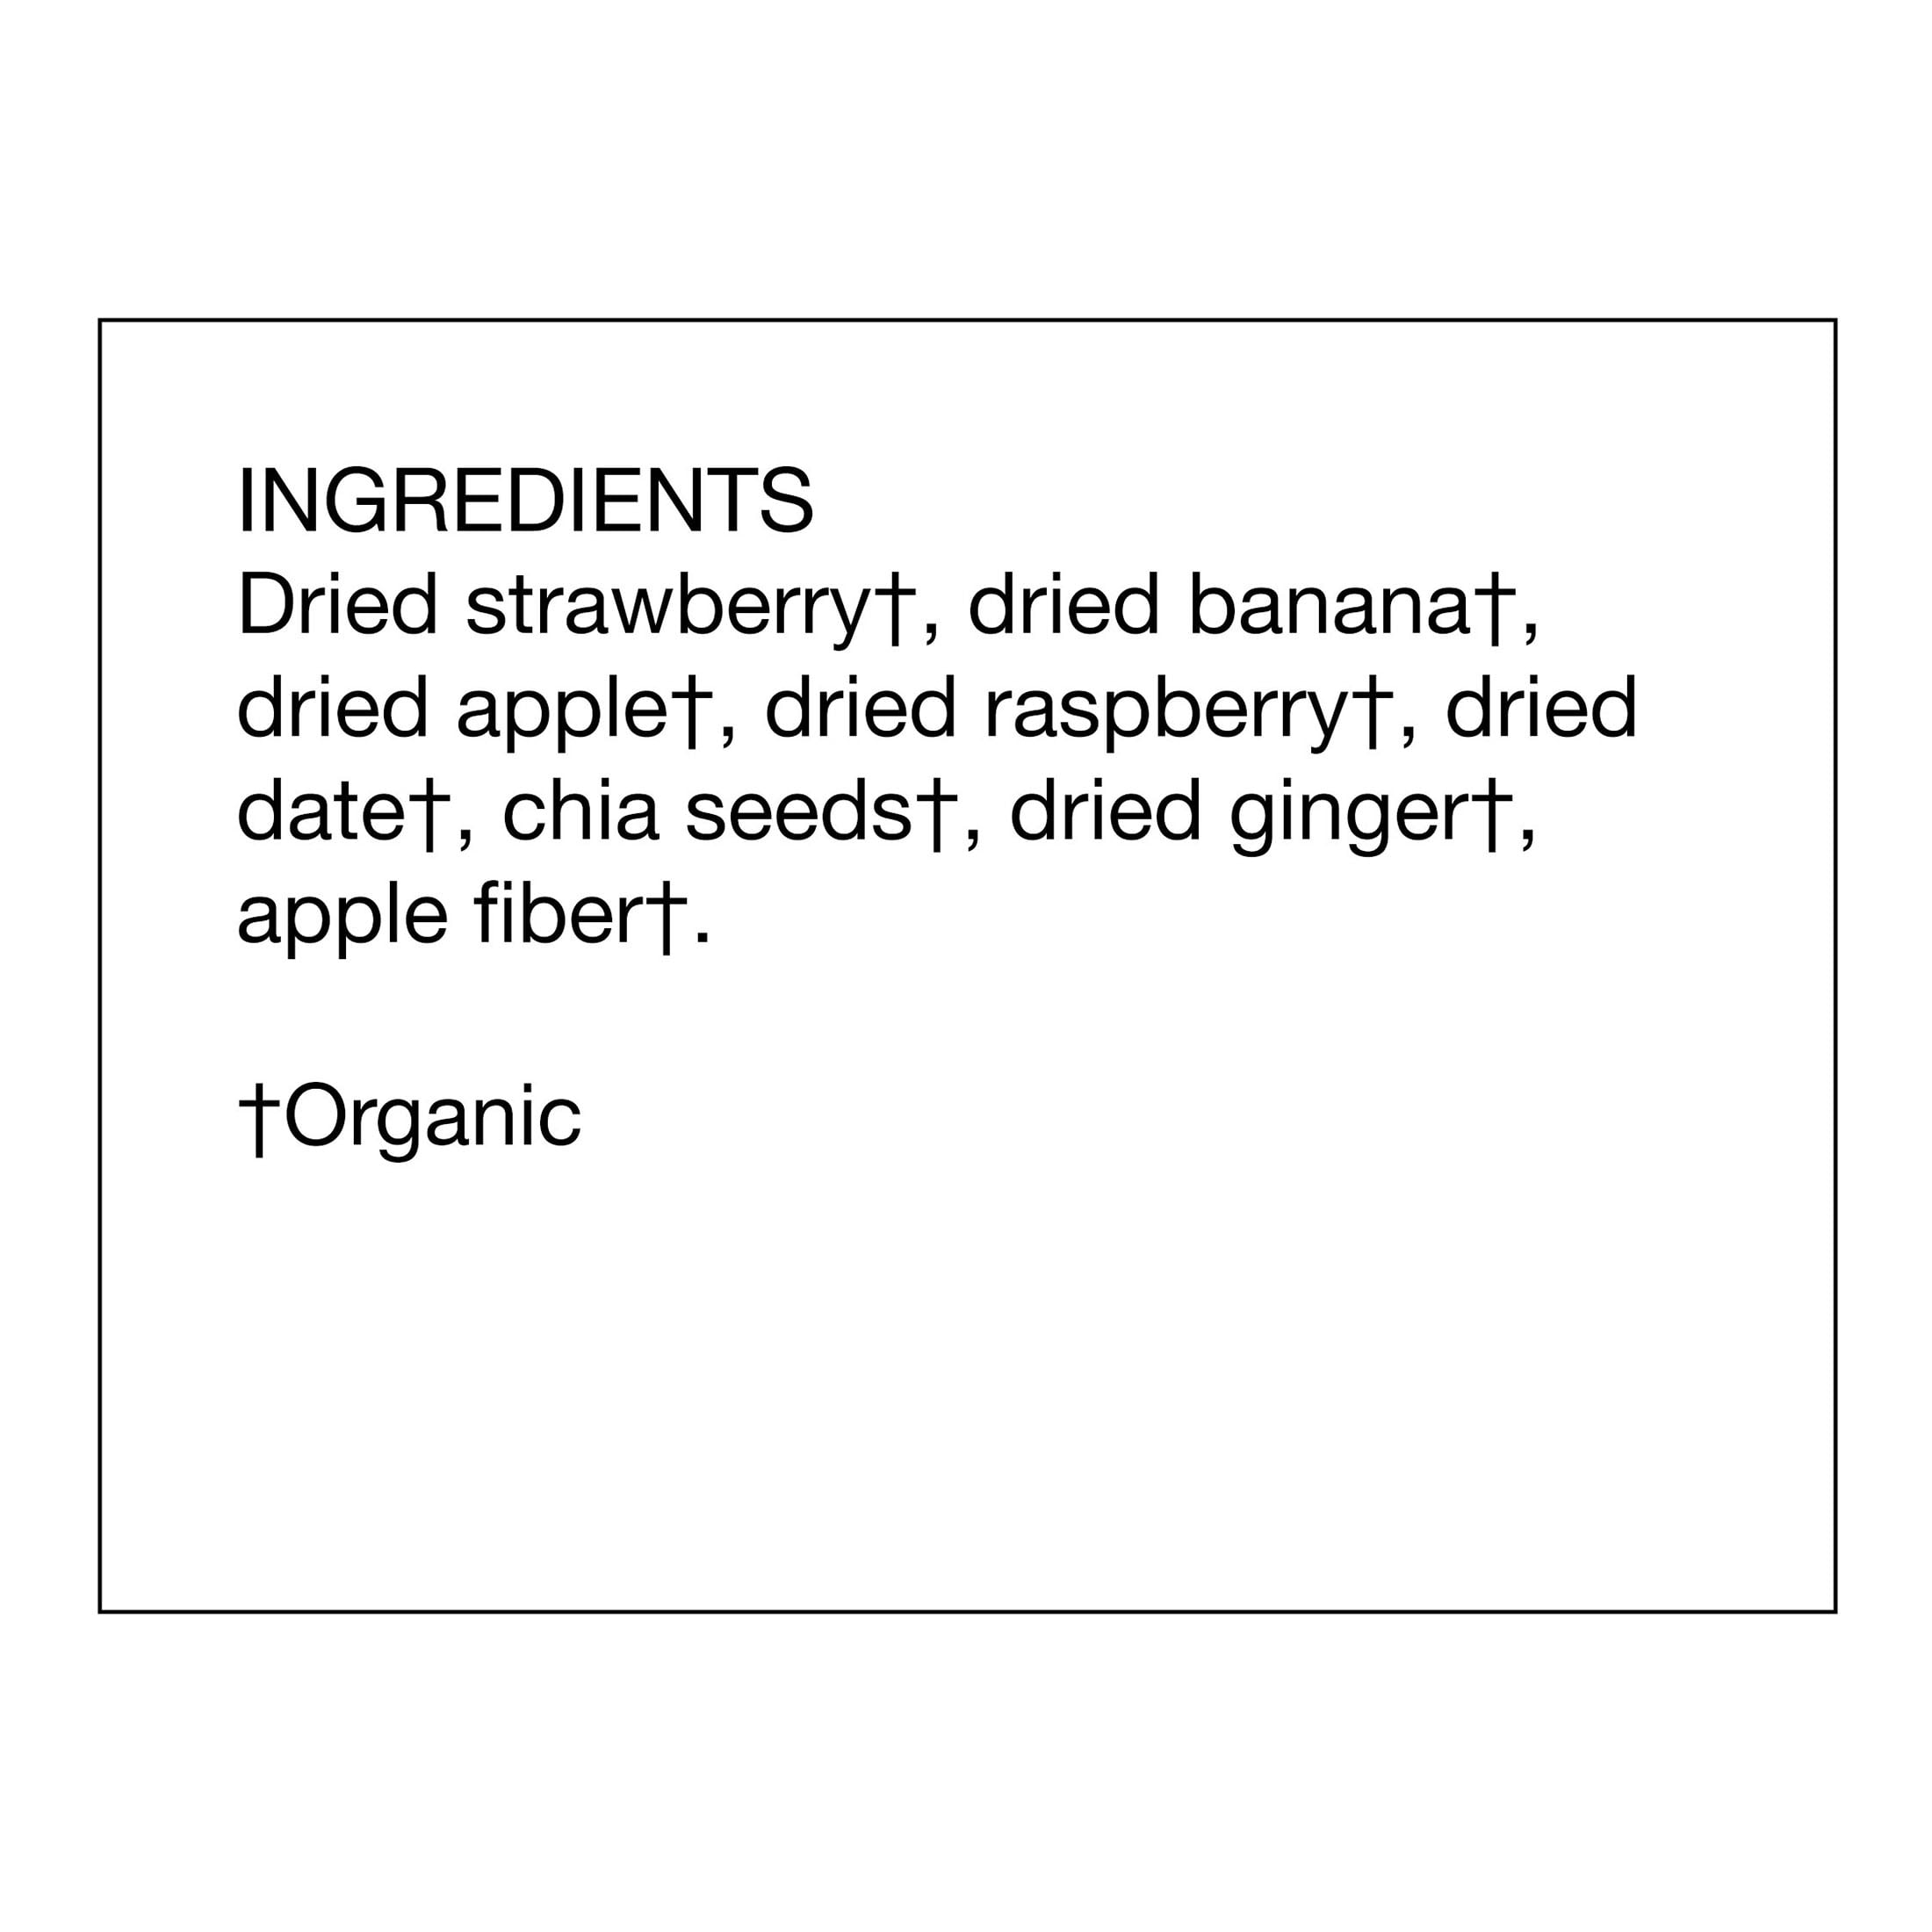 INGREDIENTS
Dried strawberry†, dried banana†,
dried apple†, dried raspberry†, dried
date†, chia seeds†, dried ginger†,
apple fiber†.
†Organic